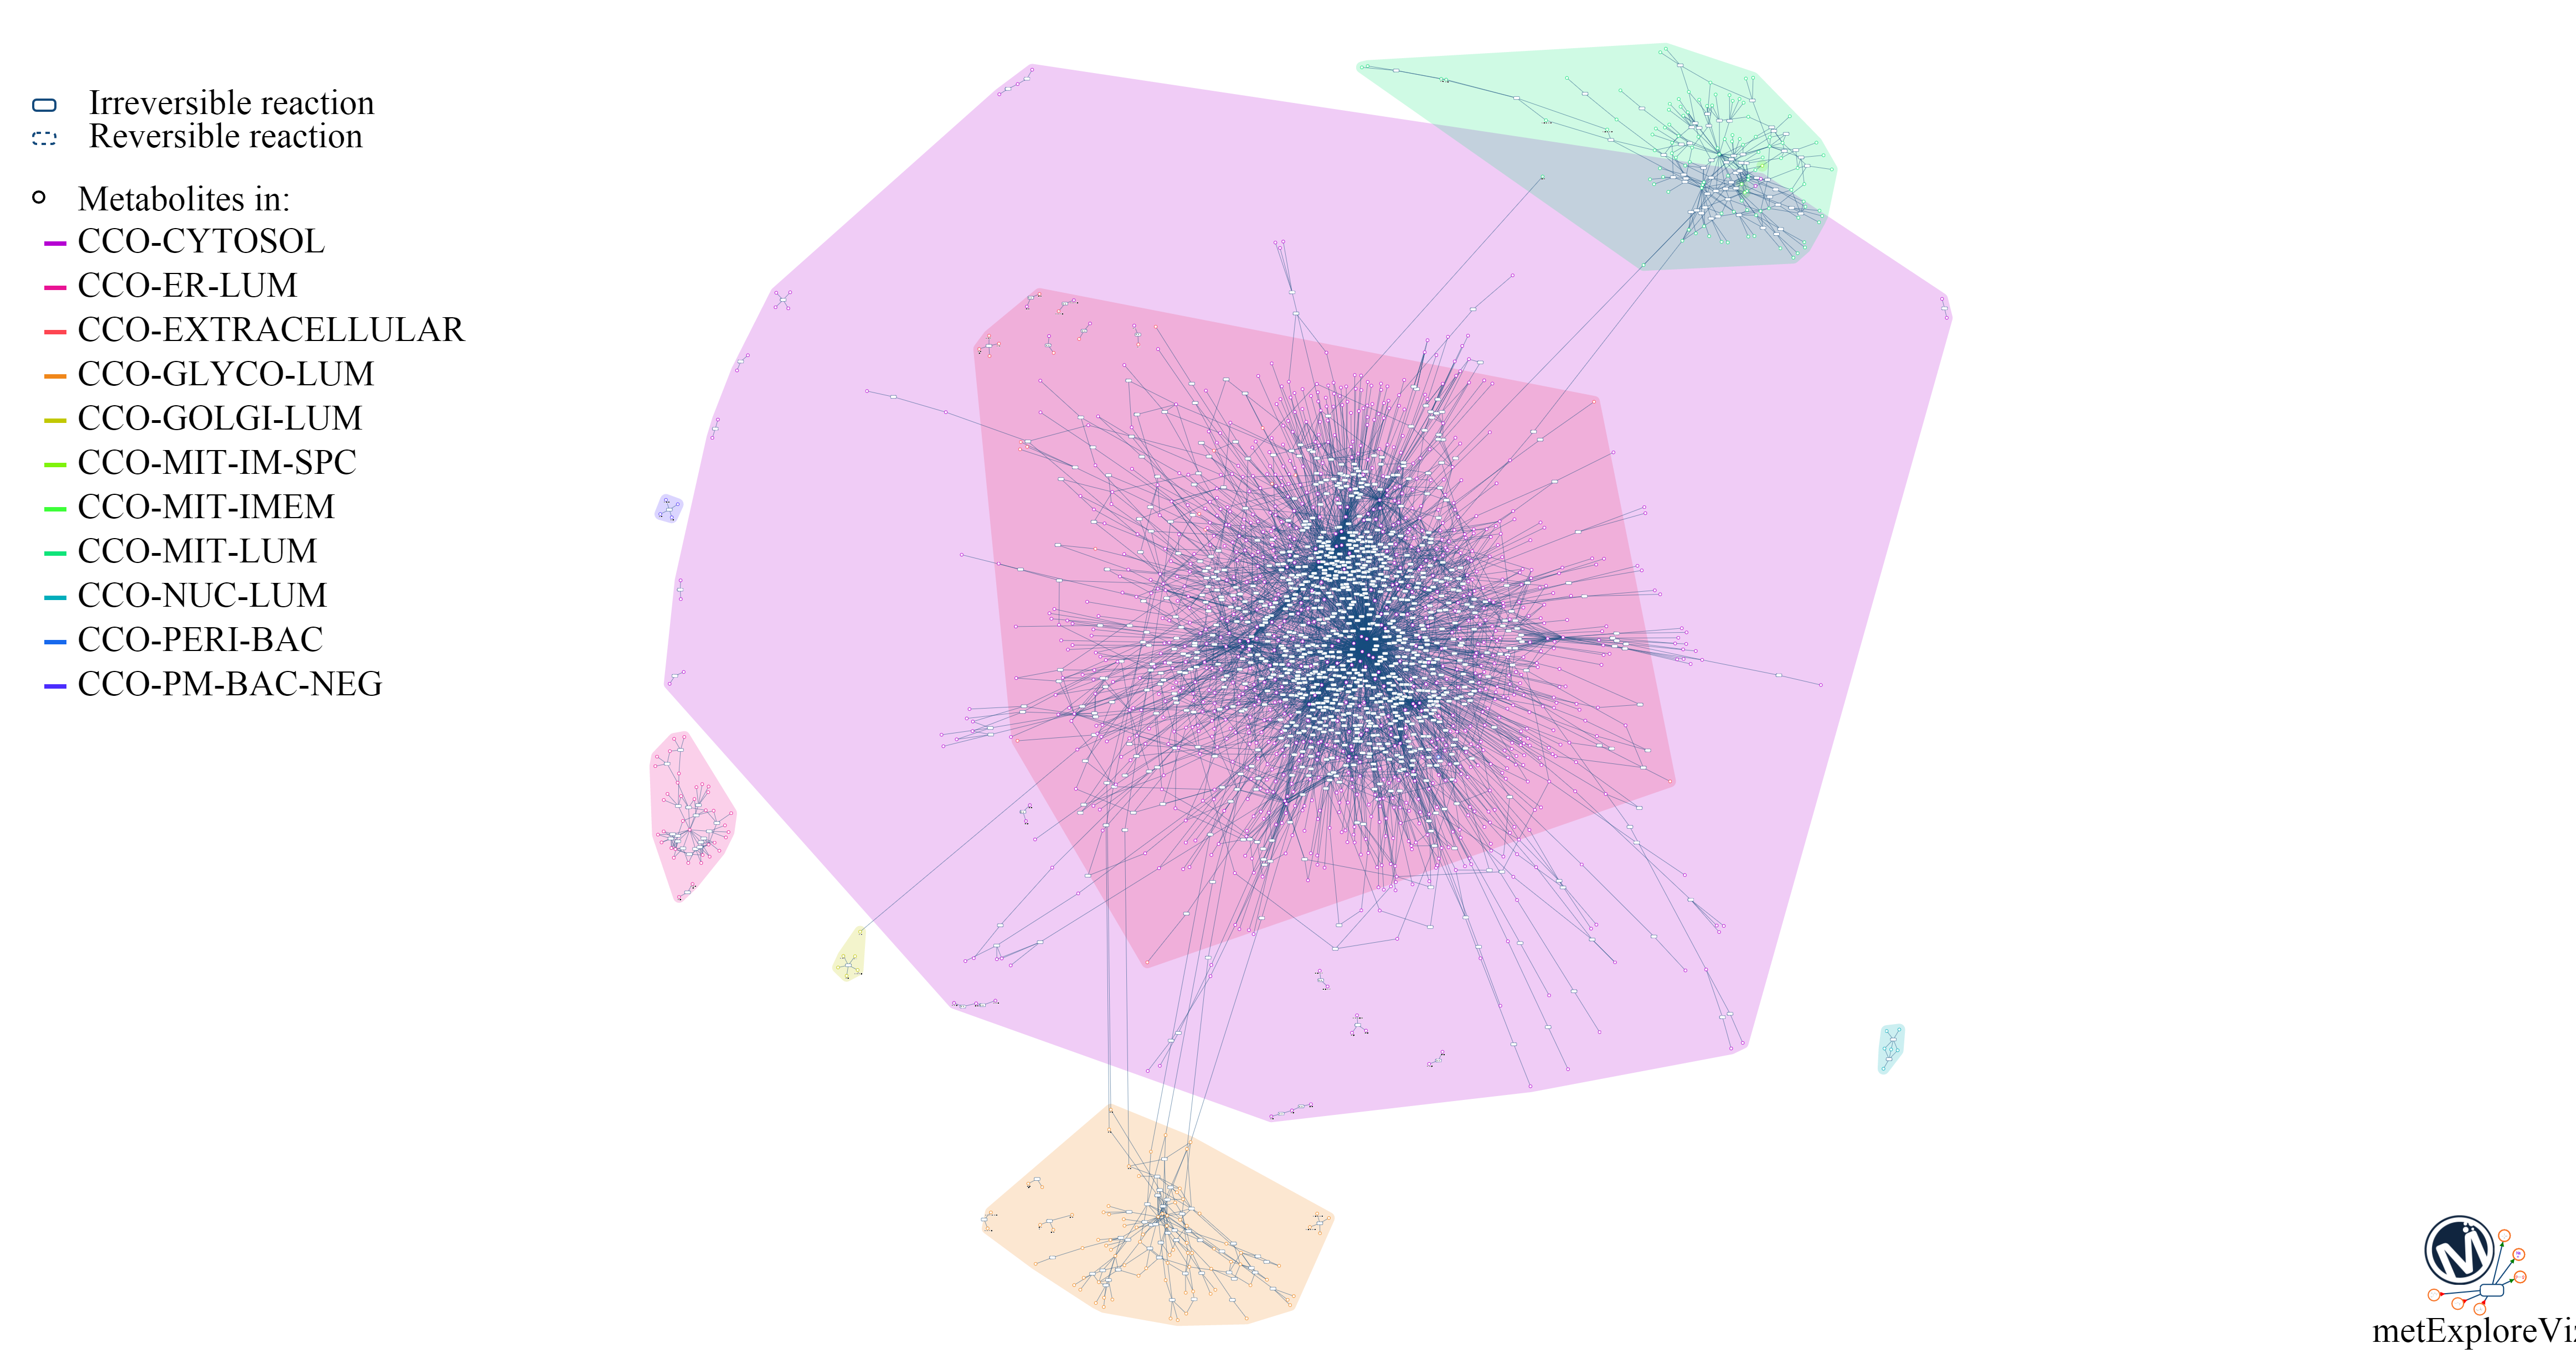 Irreversible reaction
Reversible reaction
Metabolites in:
CCO-CYTOSOL
CCO-ER-LUM
CCO-EXTRACELLULAR
CCO-GLYCO-LUM
CCO-GOLGI-LUM
CCO-MIT-IM-SPC
CCO-MIT-IMEM
CCO-MIT-LUM
CCO-NUC-LUM
CCO-PERI-BAC
CCO-PM-BAC-NEG
M
metExploreVi